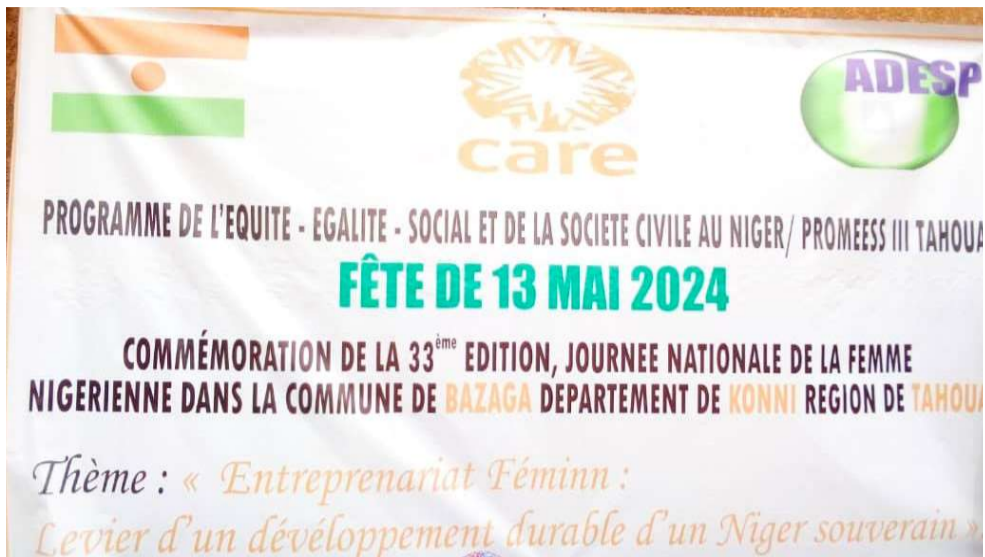 care
ADESP
PROGRAMME DE L'EQUITE - EGALITE - SOCIAL ET DE LA SOCIETE CIVILE AU NIGER/ PROMEESS III TAHOUA
FÊTE DE 13 MAI 2024
COMMÉMORATION DE LA 33ème EDITION, JOURNEE NATIONALE DE LA FEMME
NIGERIENNE DANS LA COMMUNE DE BAZAGA DEPARTEMENT DE KONNI REGION DE TAHOUA
Thème : « Entreprenariat Féminn :
Levier d'un dévéloppement durable d'un Niger souverain »